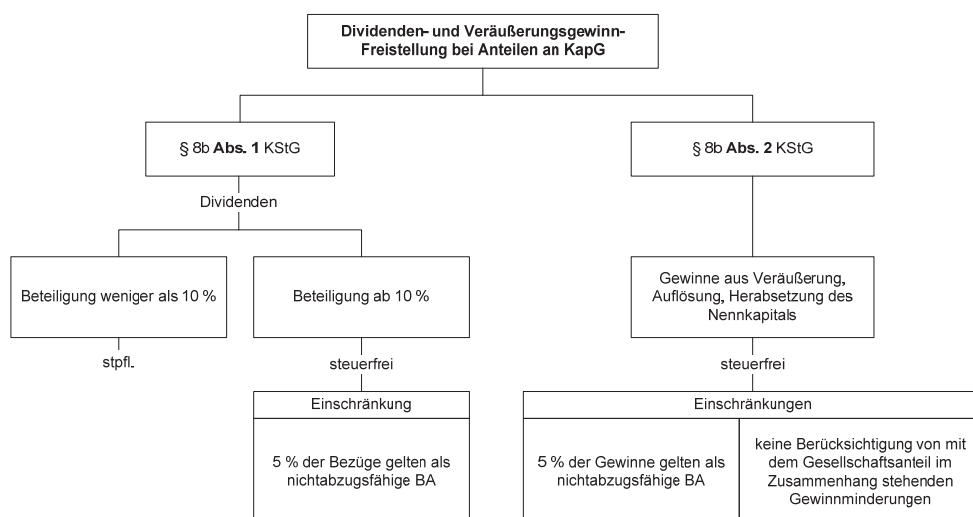 Dividenden- und Veräußerungsgewinn-
Freistellung bei Anteilen an KapG
§ 8b Abs. 1 KStG
§ 8b Abs. 2 KStG
Dividenden
Beteiligung weniger als 10 %
Beteiligung ab 10 %
Gewinne aus Veräußerung,
Auflösung, Herabsetzung des
Nennkapitals
stpfl.
steuerfrei
steuerfrei
Einschränkung
Einschränkungen
5 % der Bezüge gelten als
nichtabzugsfähige BA
5 % der Gewinne gelten als
nichtabzugsfähige BA
keine Berücksichtigung von mit
dem Gesellschaftsanteil im
Zusammenhang stehenden
Gewinnminderungen